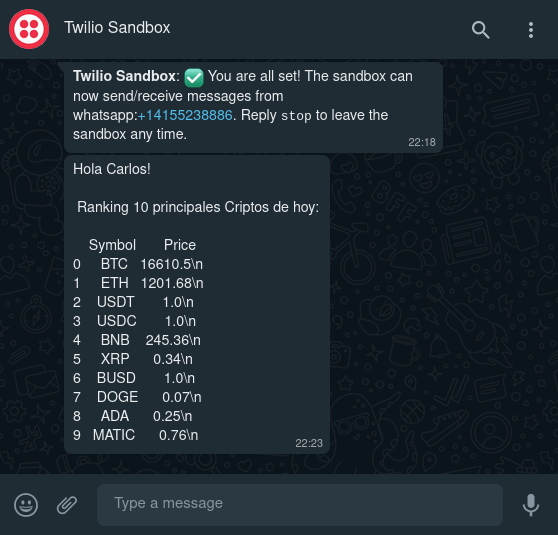 Twilio Sandbox
Twilio Sandbox: ✅ You are all set! The sandbox can
now send/receive messages from
whatsapp:+14155238886. Reply stop to leave the
sandbox any time.
22:18
Hola Carlos!
Ranking 10 principales Criptos de hoy:
Symbol Price
0 BTC 16610.5\n
1 ETH 1201.68\n
2 USDT 1.0\n
3 USDC 1.0\n
4 BNB 245.36\n
5 XRP 0.34\n
6 BUSD 1.0\n
7 DOGE 0.07\n
8 ADA 0.25\n
9 MATIC 0.76\n
22:23
Type a message